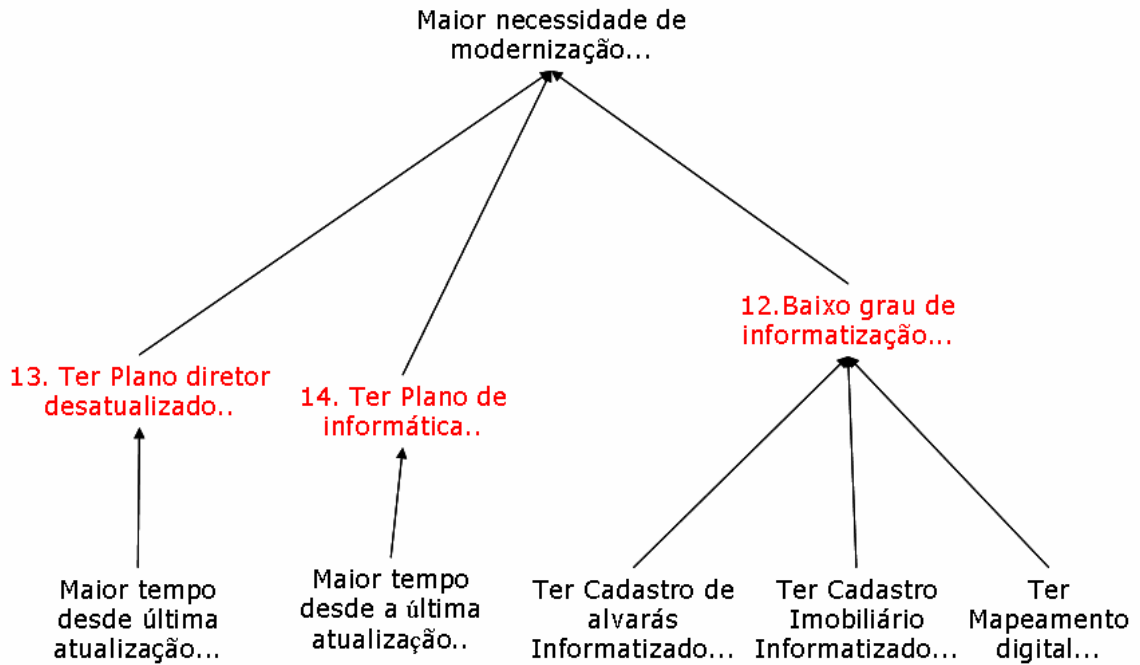 Maior necessidade de
modernização...
12.Baixo grau de
informatização...
13. Ter Plano diretor
desatualizado..
14. Ter Plano de
informática..
Maior tempo
desde última
atualização...
Maior tempo
desde a última
atualização..
Ter Cadastro de
alvarás
Informatizado...
Ter Cadastro
Imobiliário
Informatizado...
Ter
Mapeamento
digital...